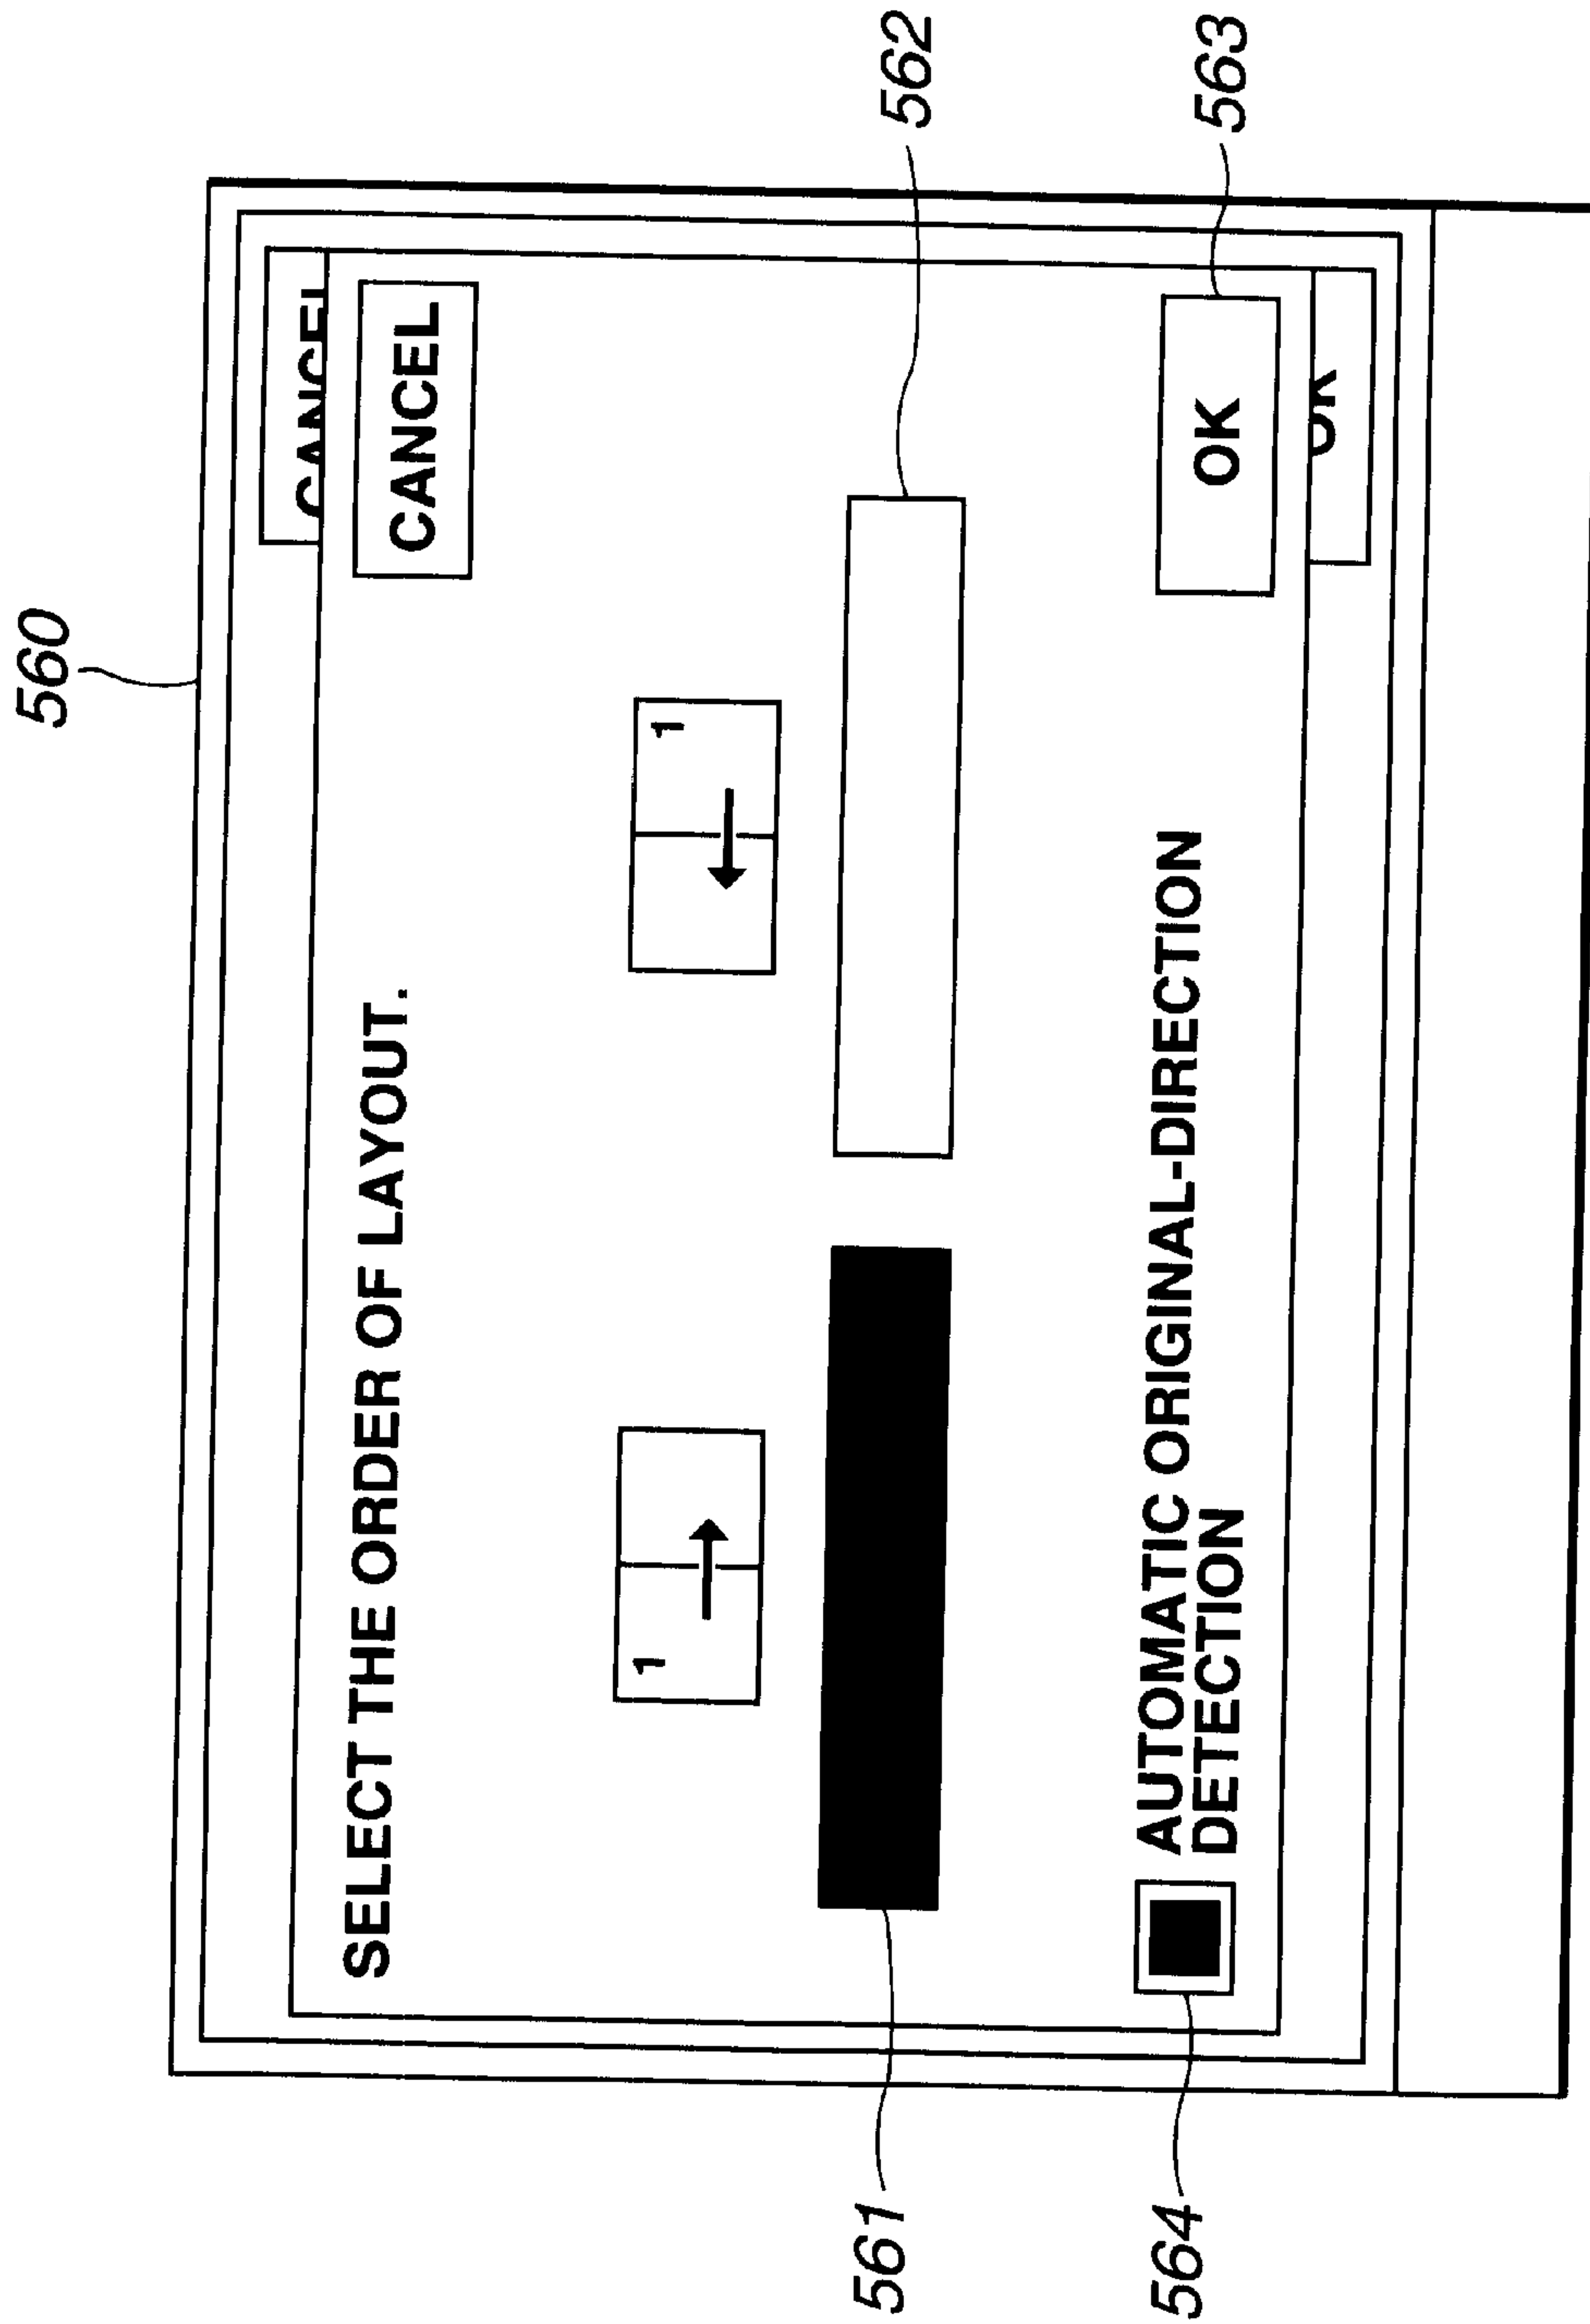 560
CANCEL
SELECT THE ORDER OF LAYOUT.
CANCEL
1
1
561
562
AUTOMATIC ORIGINAL-DIRECTION
DETECTION
OK
563
564
OK